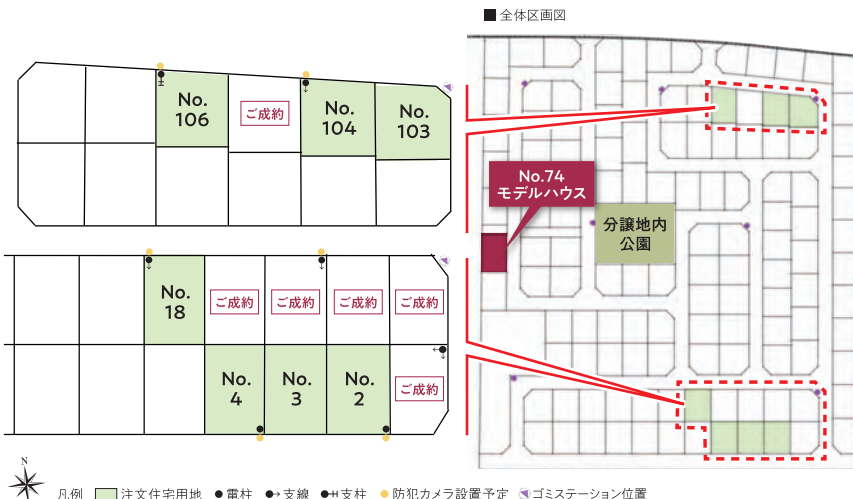 ■ 全体区画図
No.
106
ご成約
No.
104
No.
103
No.74
モデルハウス
分譲地内
公園
No.
18
ご成約
ご成約
ご成約
ご成約
No.
4
No.
3
No.
2
ご成約
N
凡例 注文住宅用地 電柱 支線 支柱 防犯カメラ設置予定 ゴミステーション位置